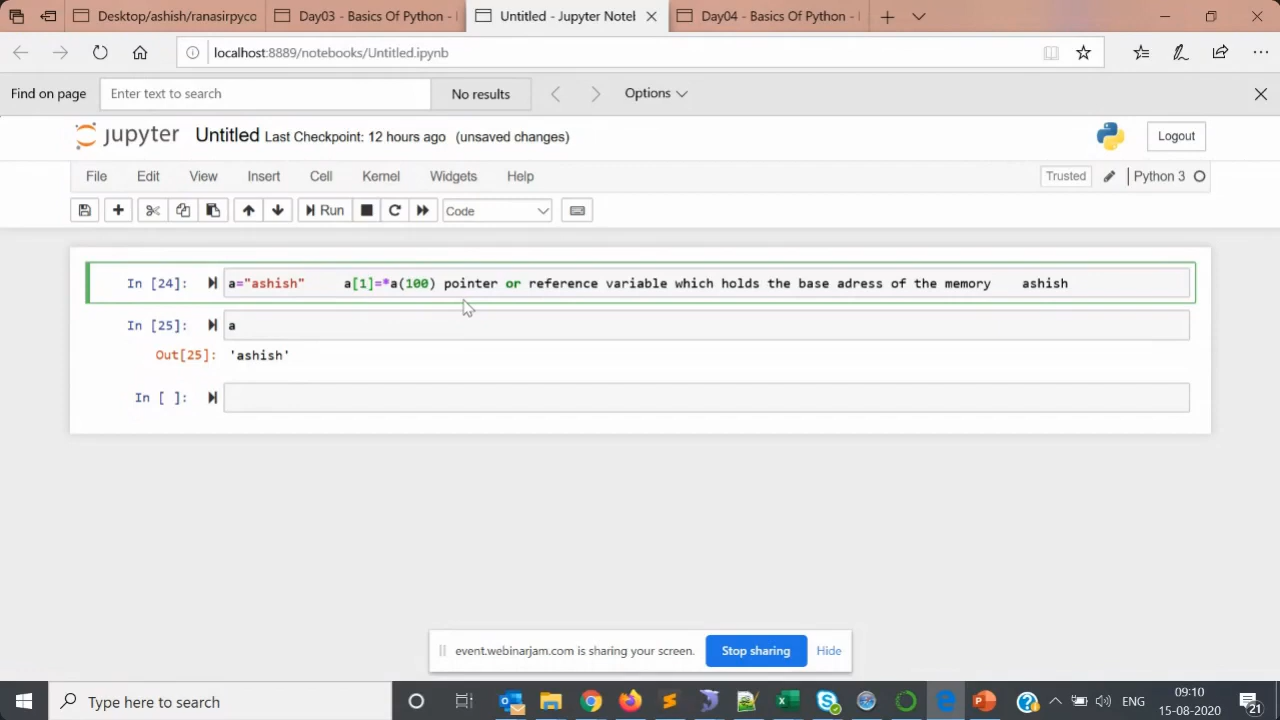 Desktop/ashish/ranasirpyco
Day03 - Basics Of Python -
Untitled - Jupyter Notel
Day04 - Basics Of Python -
localhost:8889/notebooks/Untitled.ipynb
Find on page
Enter text to search
No results
Options
jupyter Untitled Last Checkpoint: 12 hours ago (unsaved changes)
Logout
File Edit View Insert Cell Kernel Widgets Help
Trusted
Python 3
Run
Code
In [24]: a="ashish" a[1]=*a(100) pointer or reference variable which holds the base adress of the memory ashish
In [25]: a
Out[25]: 'ashish'
In [ ]:
event.webinarjam.com is sharing your screen. Stop sharing Hide
Type here to search
ENG
09:10
15-08-2020
21